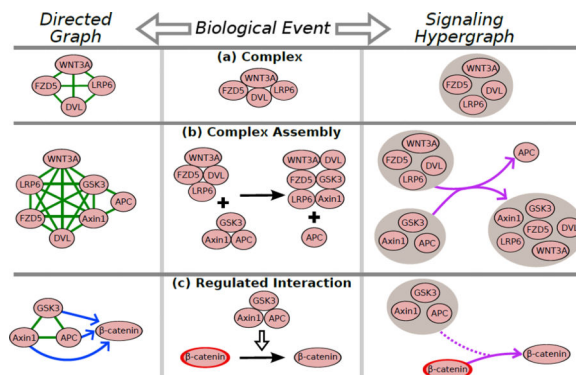 Directed Graph
Biological Event
Signaling Hypergraph
(a) Complex
WNT3A
FZD5
LRP6
DVL
WNT3A
FZD5
LRP6
DVL
WNT3A
FZD5
DVL
LRP6
(b) Complex Assembly
WNT3A
LRP6
GSK3
APC
FZD5
Axin1
DVL
WNT3A
FZD5
DVL
LRP6
+
GSK3
Axin1
APC
WNT3A
DVL
FZD5
GSK3
LRP6
Axin1
+
APC
WNT3A
FZD5
DVL
LRP6
APC
GSK3
Axin1
APC
Axin1
GSK3
DVL
FZD5
LRP6
WNT3A
(c) Regulated Interaction
GSK3
Axin1
APC
β-catenin
GSK3
Axin1
APC
β-catenin
β-catenin
GSK3
Axin1
APC
β-catenin
β-catenin